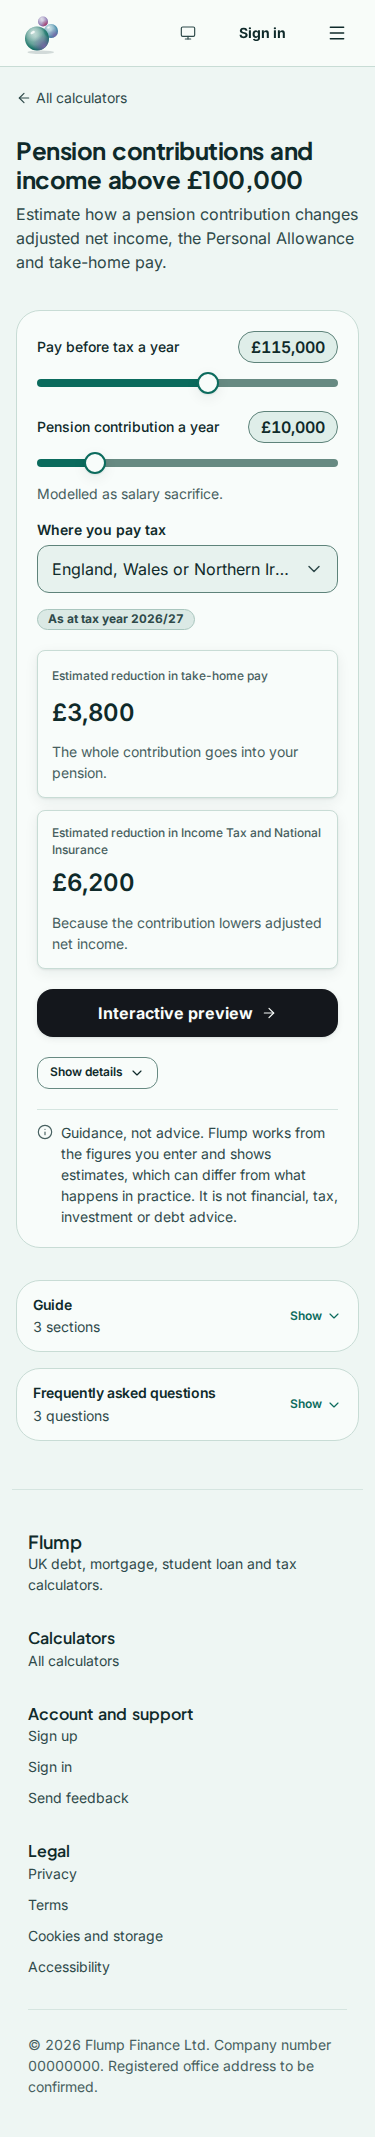 Sign in
All calculators
Pension contributions and
income above £100,000
Estimate how a pension contribution changes
adjusted net income, the Personal Allowance
and take-home pay.
Pay before tax a year
£115,000
Pension contribution a year
£10,000
Modelled as salary sacrifice.
Where you pay tax
England, Wales or Northern Ir...
As at tax year 2026/27
Estimated reduction in take-home pay
£3,800
The whole contribution goes into your
pension.
Estimated reduction in Income Tax and National
Insurance
£6,200
Because the contribution lowers adjusted
net income.
Interactive preview
Show details
Guidance, not advice. Flump works from
the figures you enter and shows
estimates, which can differ from what
happens in practice. It is not financial, tax,
investment or debt advice.
Guide
3 sections
Show
Frequently asked questions
3 questions
Show
Flump
UK debt, mortgage, student loan and tax
calculators.
Calculators
All calculators
Account and support
Sign up
Sign in
Send feedback
Legal
Privacy
Terms
Cookies and storage
Accessibility
© 2026 Flump Finance Ltd. Company number
00000000. Registered office address to be
confirmed.